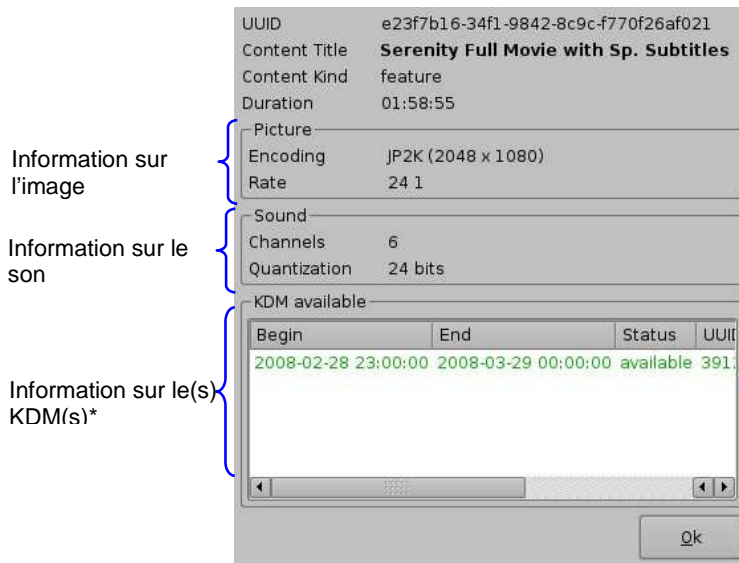 UUID e23f7b16-34f1-9842-8c9c-f770f26af021
Content Title Serenity Full Movie with Sp. Subtitles
Content Kind feature
Duration 01:58:55
Picture
Information sur l'image
Encoding JP2K (2048 x 1080)
Rate 24 1
Sound
Information sur le son
Channels 6
Quantization 24 bits
KDM available
Information sur le(s) KDM(s)*
Begin End Status
2008-02-28 23:00:00 2008-03-29 00:00:00 available
Ok